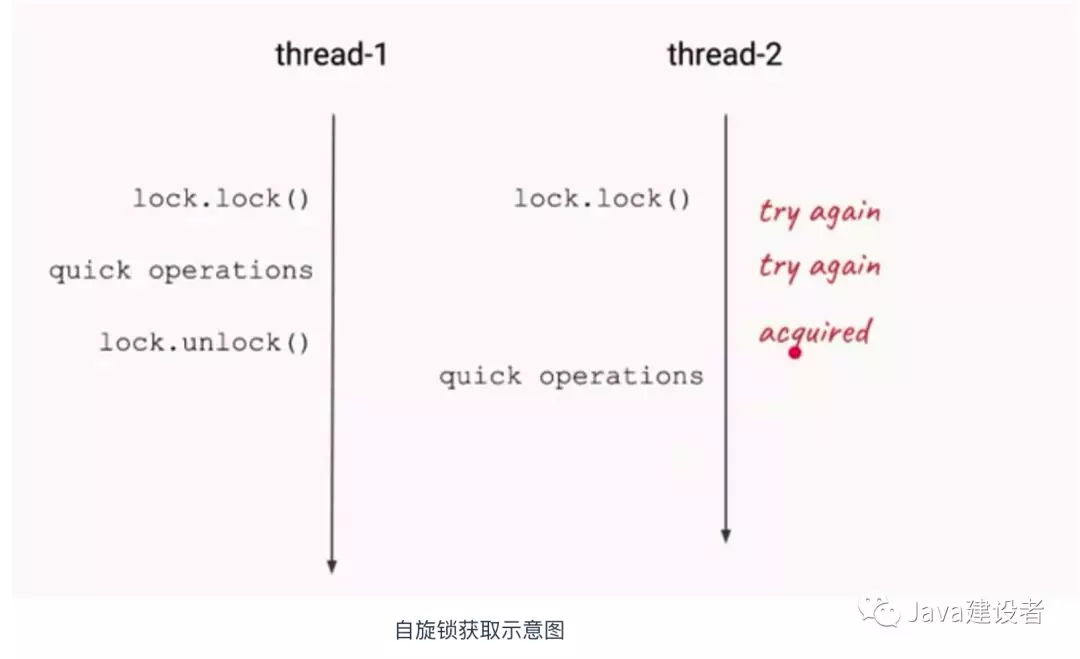 thread-1
thread-2
lock.lock()
lock.lock()
try again
quick operations
try again
lock.unlock()
acquired
quick operations
Java建设者
自旋锁获取示意图